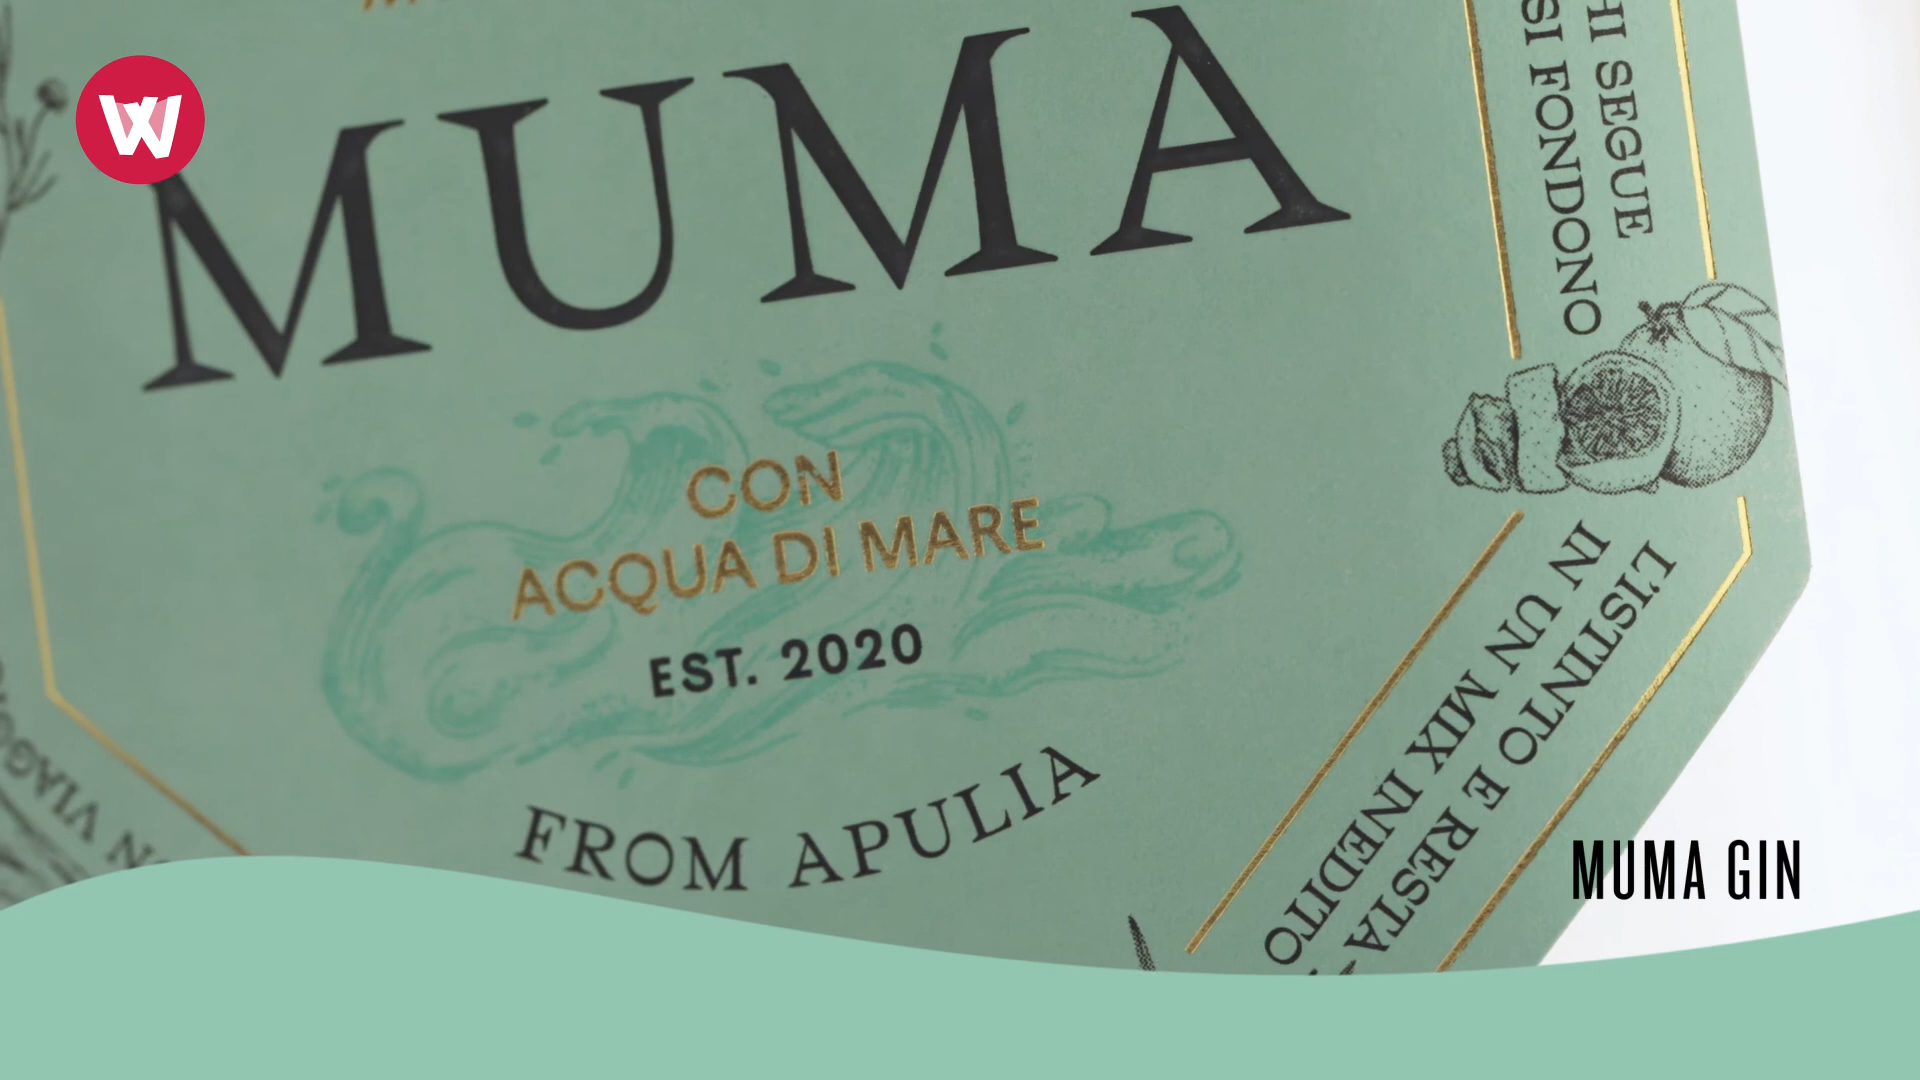 MUMA
CON
ACQUA DI MARE
EST. 2020
FROM APULIA
HI SEGUE
SI FONDONO
L'ISTINTO E RESTA
IN UN MIX INEDITO
VIAGGIO
MUMA GIN
W